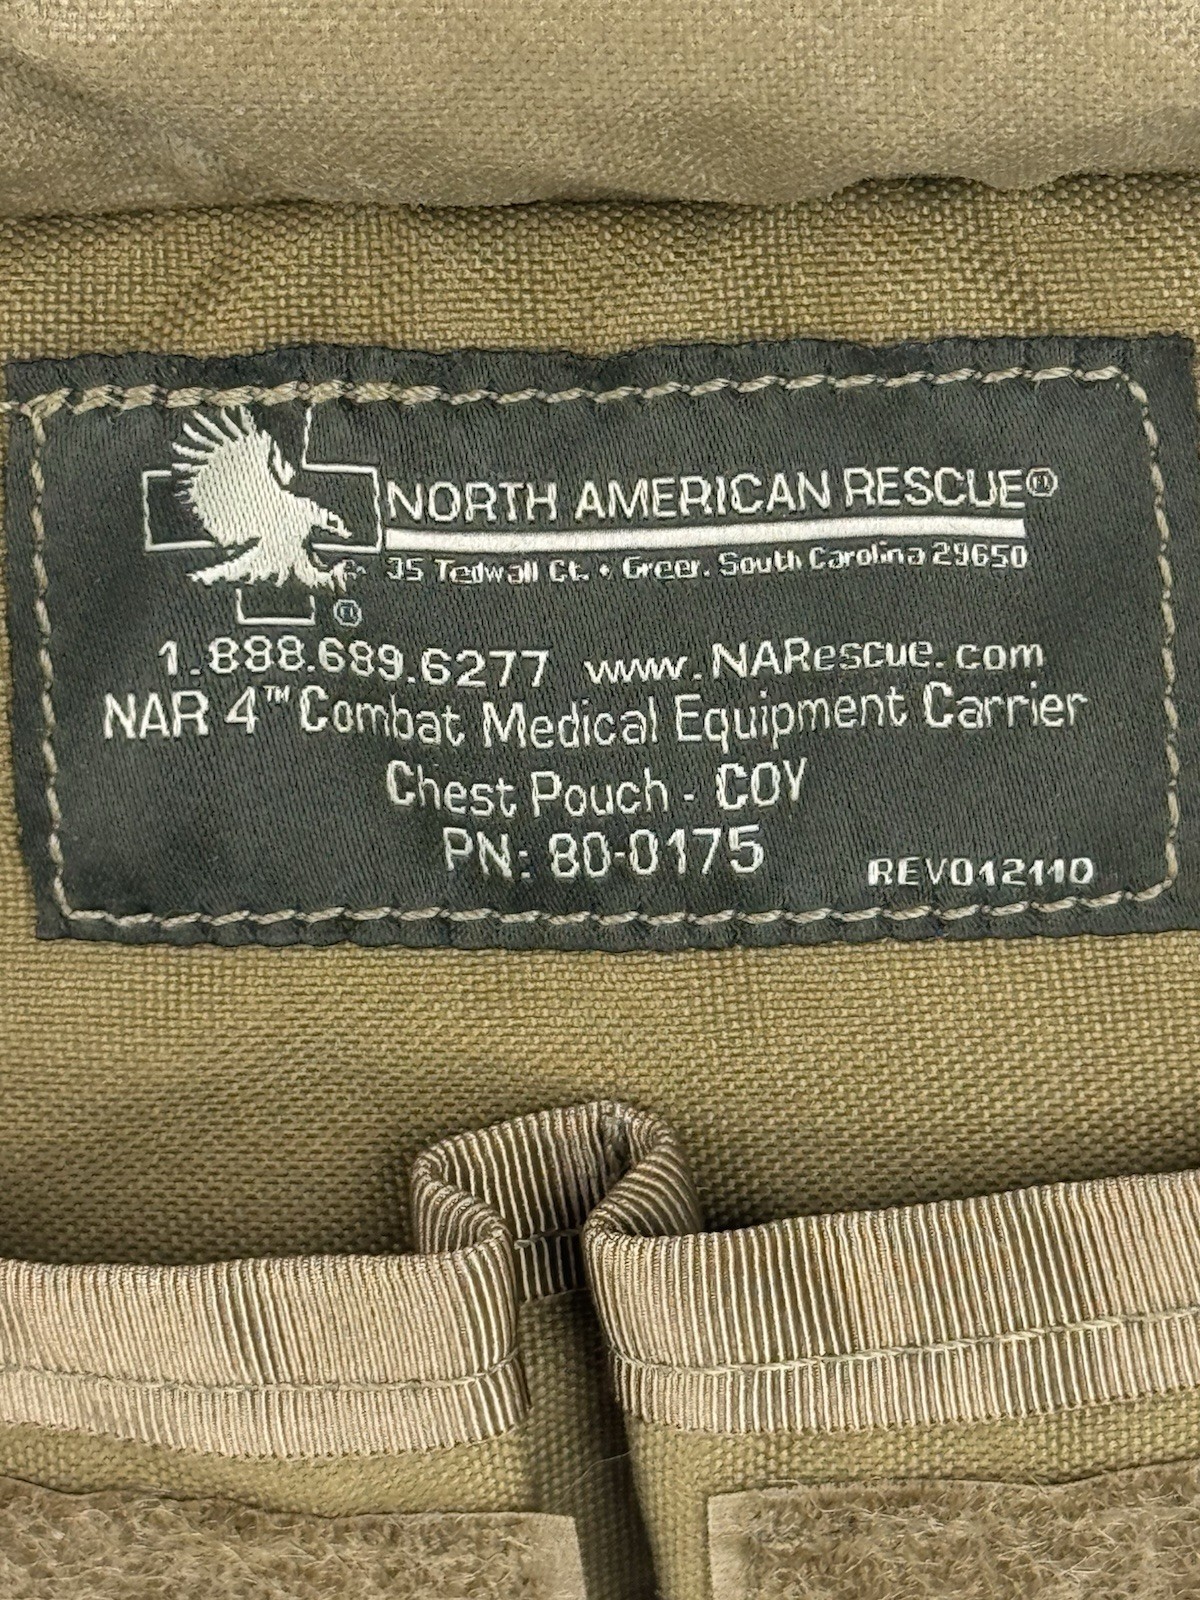 NORTH AMERICAN RESCUE®
35 Tedwall Ct. • Greer. South Carolina 29650
®
1.888.689.6277 www.NARescue.com
NAR 4™ Combat Medical Equipment Carrier
Chest Pouch - COY
PN: 80-0175
REV012110